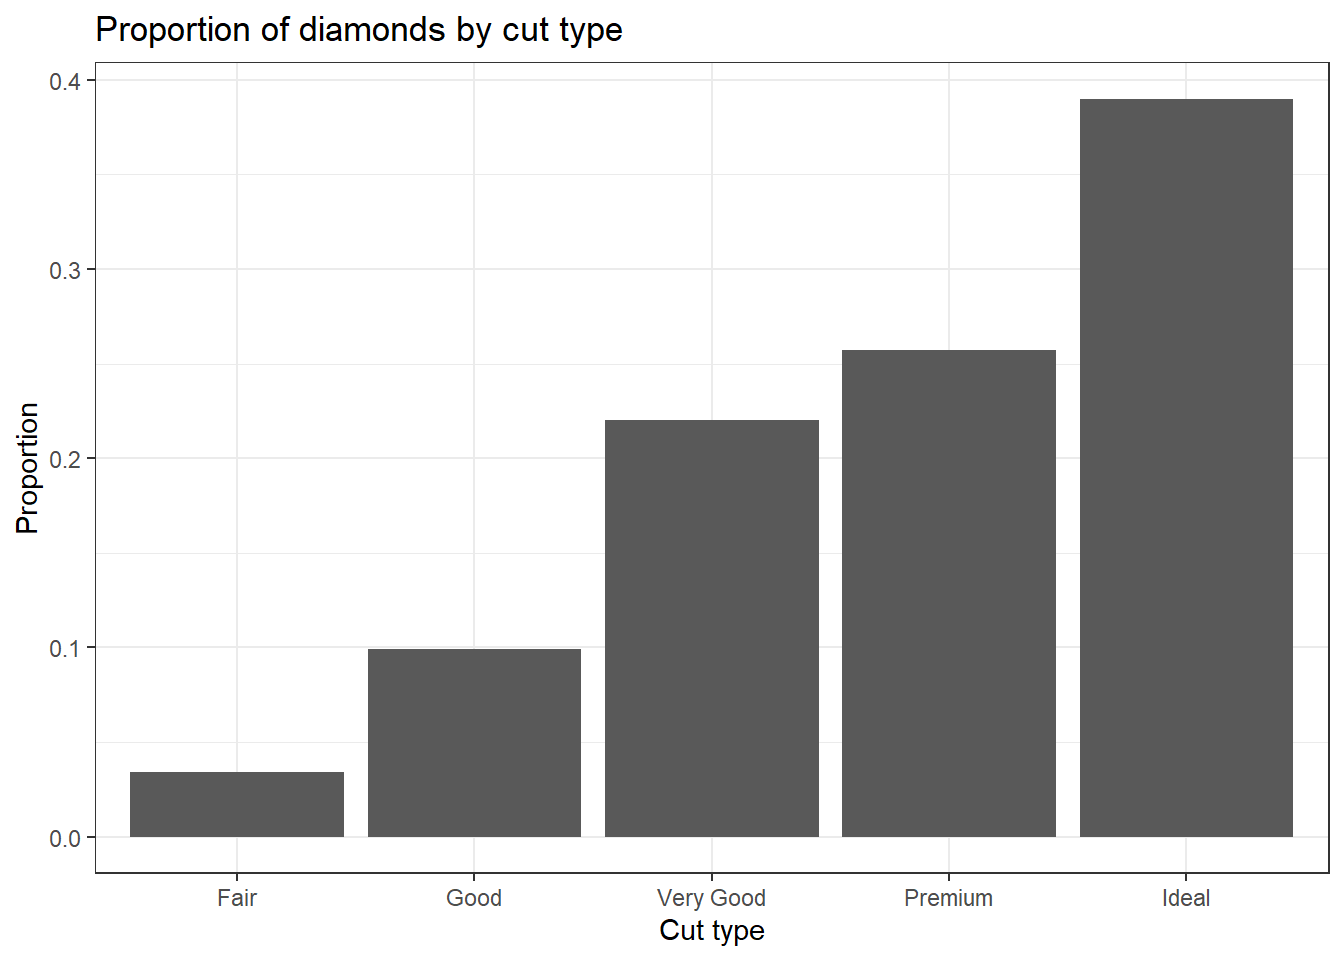 Proportion of diamonds by cut type
0.4
0.3
0.2
0.1
0.0
Proportion
Fair Good Very Good Premium Ideal
Cut type